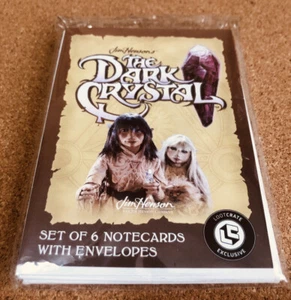 Jim Henson's
THE
DARK
CRYSTAL
Jim Henson
SET OF 6 NOTECARDS
WITH ENVELOPES
LOOTCRATE
EXCLUSIVE